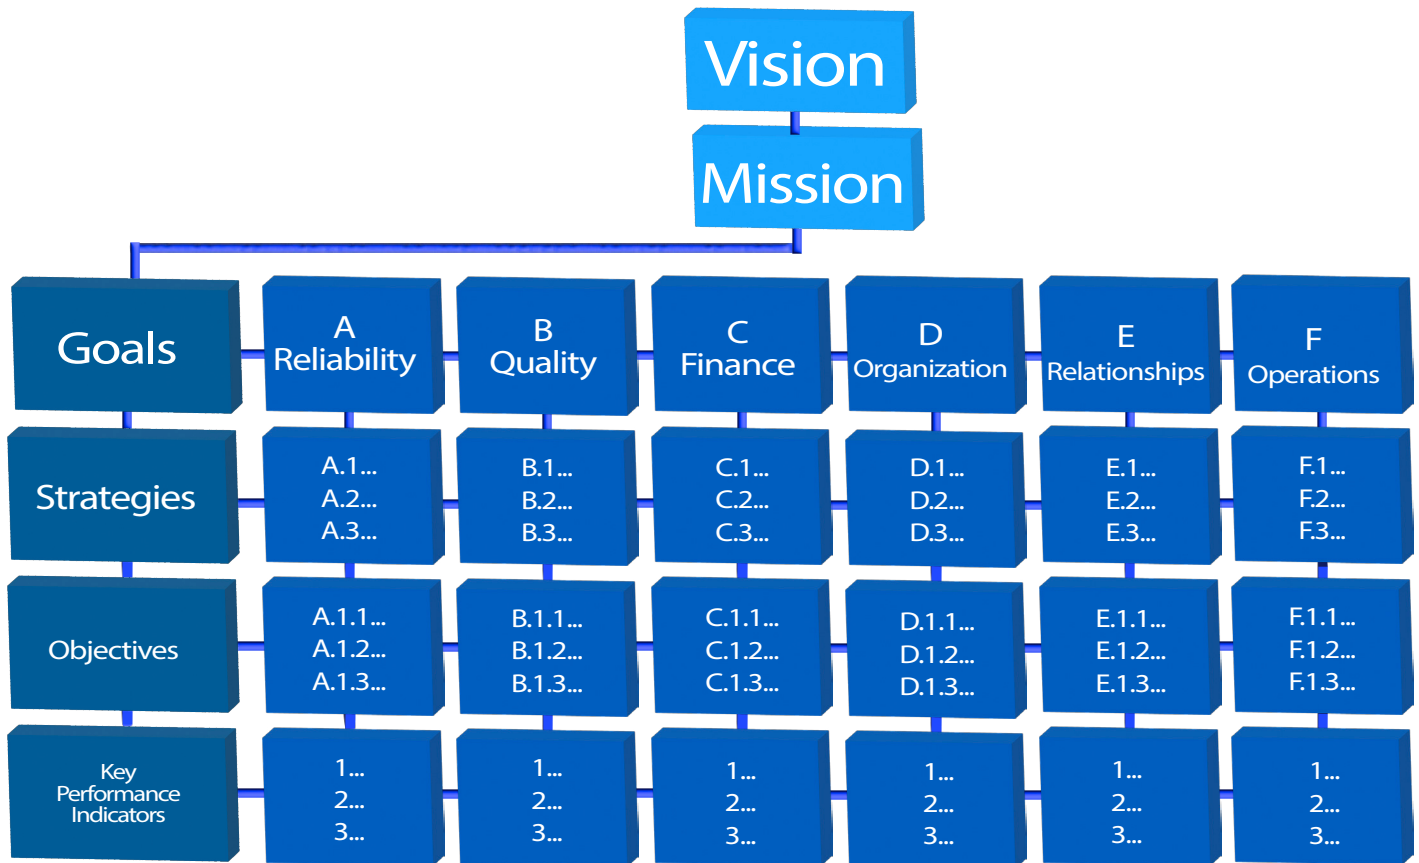 Vision
Mission
Goals
A
Reliability
B
Quality
C
Finance
D
Organization
E
Relationships
F
Operations
Strategies
A.1...
A.2...
A.3...
B.1...
B.2...
B.3...
C.1...
C.2...
C.3...
D.1...
D.2...
D.3...
E.1...
E.2...
E.3...
F.1...
F.2...
F.3...
Objectives
A.1.1...
A.1.2...
A.1.3...
B.1.1...
B.1.2...
B.1.3...
C.1.1...
C.1.2...
C.1.3...
D.1.1...
D.1.2...
D.1.3...
E.1.1...
E.1.2...
E.1.3...
F.1.1...
F.1.2...
F.1.3...
Key
Performance
Indicators
1...
2...
3...
1...
2...
3...
1...
2...
3...
1...
2...
3...
1...
2...
3...
1...
2...
3...